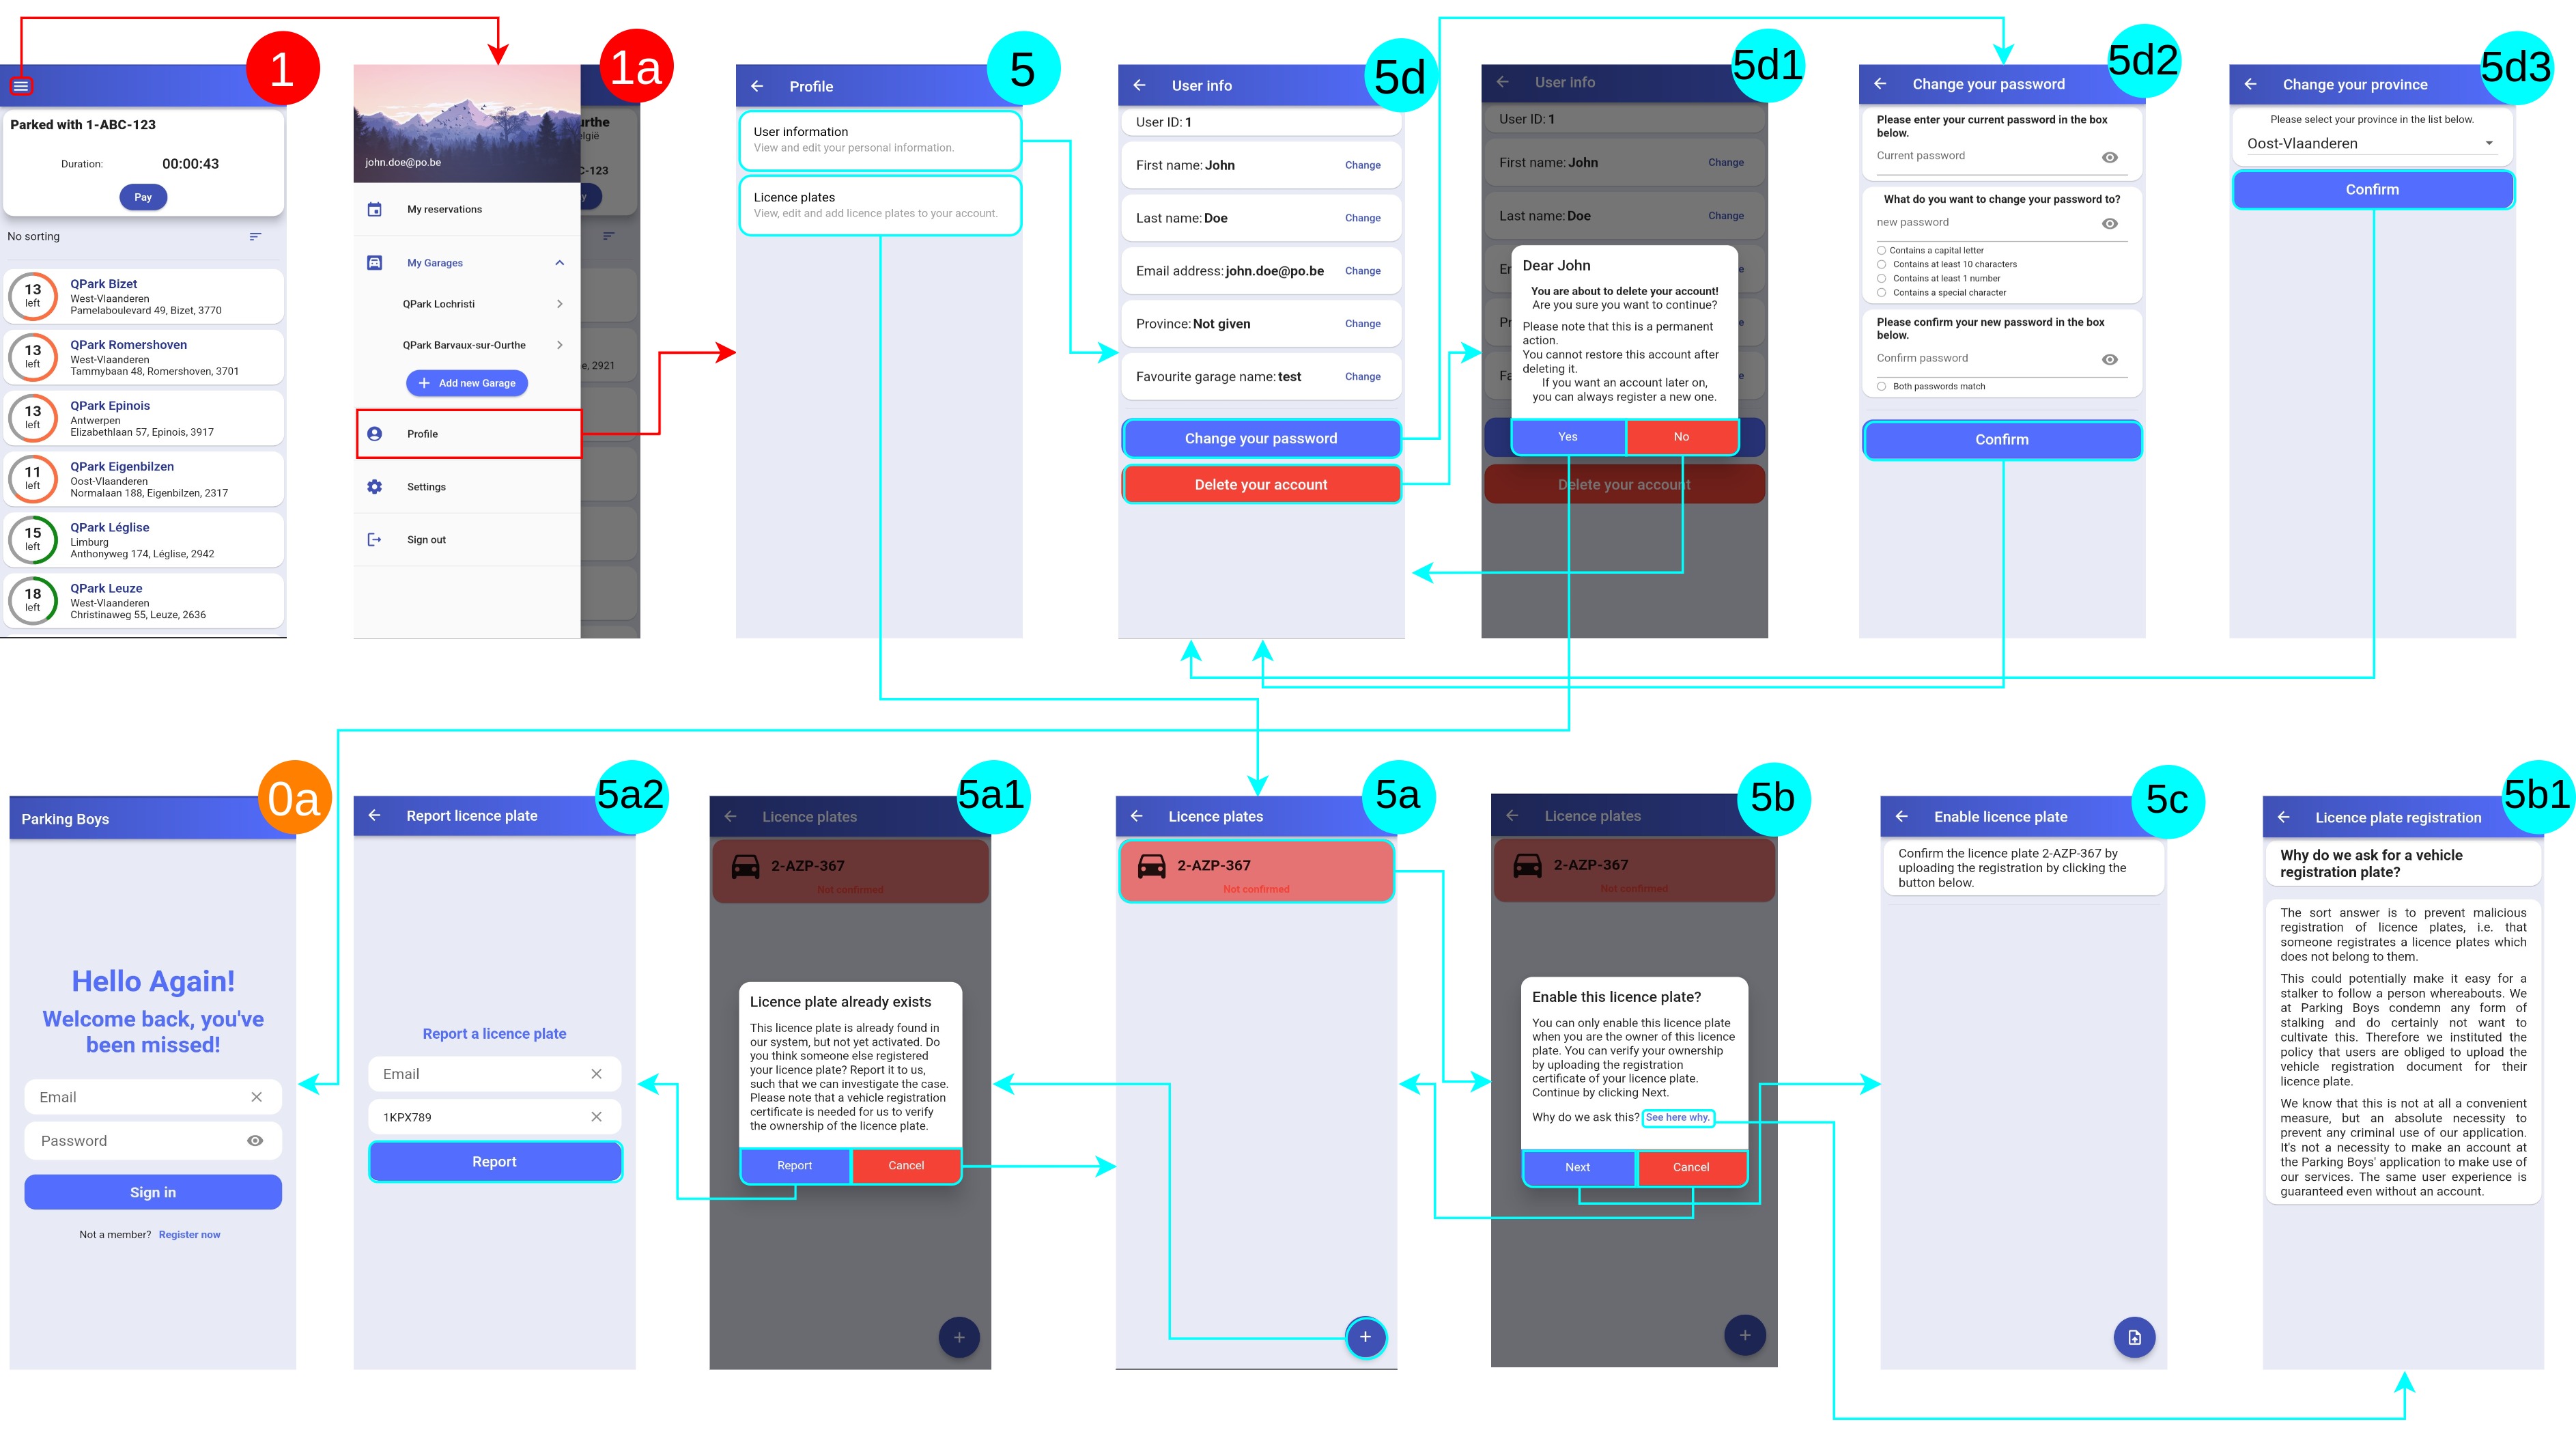 1
Parked with 1-ABC-123
Duration: 00:00:43
Pay
No sorting
13 left
QPark Bizet
West-Vlaanderen
Pamelaboulevard 49, Bizet, 3770
13 left
QPark Romershoven
West-Vlaanderen
Tammybaan 48, Romershoven, 3701
13 left
QPark Epinois
Antwerpen
Elizabethlaan 57, Epinois, 3917
11 left
QPark Eigenbilzen
Oost-Vlaanderen
Normalaan 188, Eigenbilzen, 2317
15 left
QPark Léglise
Limburg
Anthonyweg 174, Léglise, 2942
18 left
QPark Leuze
West-Vlaanderen
Christinaweg 55, Leuze, 2636
1a
john.doe@po.be
My reservations
My Garages
QPark Lochristi
QPark Barvaux-sur-Ourthe
+ Add new Garage
Profile
Settings
Sign out
urthe
lgië
C-123
y
e, 2921
5
Profile
User information
View and edit your personal information.
Licence plates
View, edit and add licence plates to your account.
5d
User info
User ID: 1
First name: John Change
Last name: Doe Change
Email address: john.doe@po.be Change
Province: Not given Change
Favourite garage name: test Change
Change your password
Delete your account
5d1
User info
User ID: 1
First name: John Change
Last name: Doe Change
Er e
Pr e
Fa e
Dear John
You are about to delete your account!
Are you sure you want to continue?
Please note that this is a permanent
action.
You cannot restore this account after
deleting it.
If you want an account later on,
you can always register a new one.
Yes No
Delete your account
5d2
Change your password
Please enter your current password in the box
below.
Current password
What do you want to change your password to?
new password
Contains a capital letter
Contains at least 10 characters
Contains at least 1 number
Contains a special character
Please confirm your new password in the box
below.
Confirm password
Both passwords match
Confirm
5d3
Change your province
Please select your province in the list below.
Oost-Vlaanderen
Confirm
0a
Parking Boys
Hello Again!
Welcome back, you've
been missed!
Email
Password
Sign in
Not a member? Register now
5a2
Report licence plate
Report a licence plate
Email
1KPX789
Report
5a1
Licence plates
2-AZP-367
Not confirmed
Licence plate already exists
This licence plate is already found in
our system, but not yet activated. Do
you think someone else registered
your licence plate? Report it to us,
such that we can investigate the case.
Please note that a vehicle registration
certificate is needed for us to verify
the ownership of the licence plate.
Report Cancel
+
5a
Licence plates
2-AZP-367
Not confirmed
+
5b
Licence plates
2-AZP-367
Not confirmed
Enable this licence plate?
You can only enable this licence plate
when you are the owner of this licence
plate. You can verify your ownership
by uploading the registration
certificate of your licence plate.
Continue by clicking Next.
Why do we ask this? See here why.
Next Cancel
+
5c
Enable licence plate
Confirm the licence plate 2-AZP-367 by
uploading the registration by clicking the
button below.
5b1
Licence plate registration
Why do we ask for a vehicle
registration plate?
The sort answer is to prevent malicious
registration of licence plates, i.e. that
someone registrates a licence plates which
does not belong to them.
This could potentially make it easy for a
stalker to follow a person whereabouts. We
at Parking Boys condemn any form of
stalking and do certainly not want to
cultivate this. Therefore we instituted the
policy that users are obliged to upload the
vehicle registration document for their
licence plate.
We know that this is not at all a convenient
measure, but an absolute necessity to
prevent any criminal use of our application.
It's not a necessity to make an account at
the Parking Boys' application to make use of
our services. The same user experience is
guaranteed even without an account.